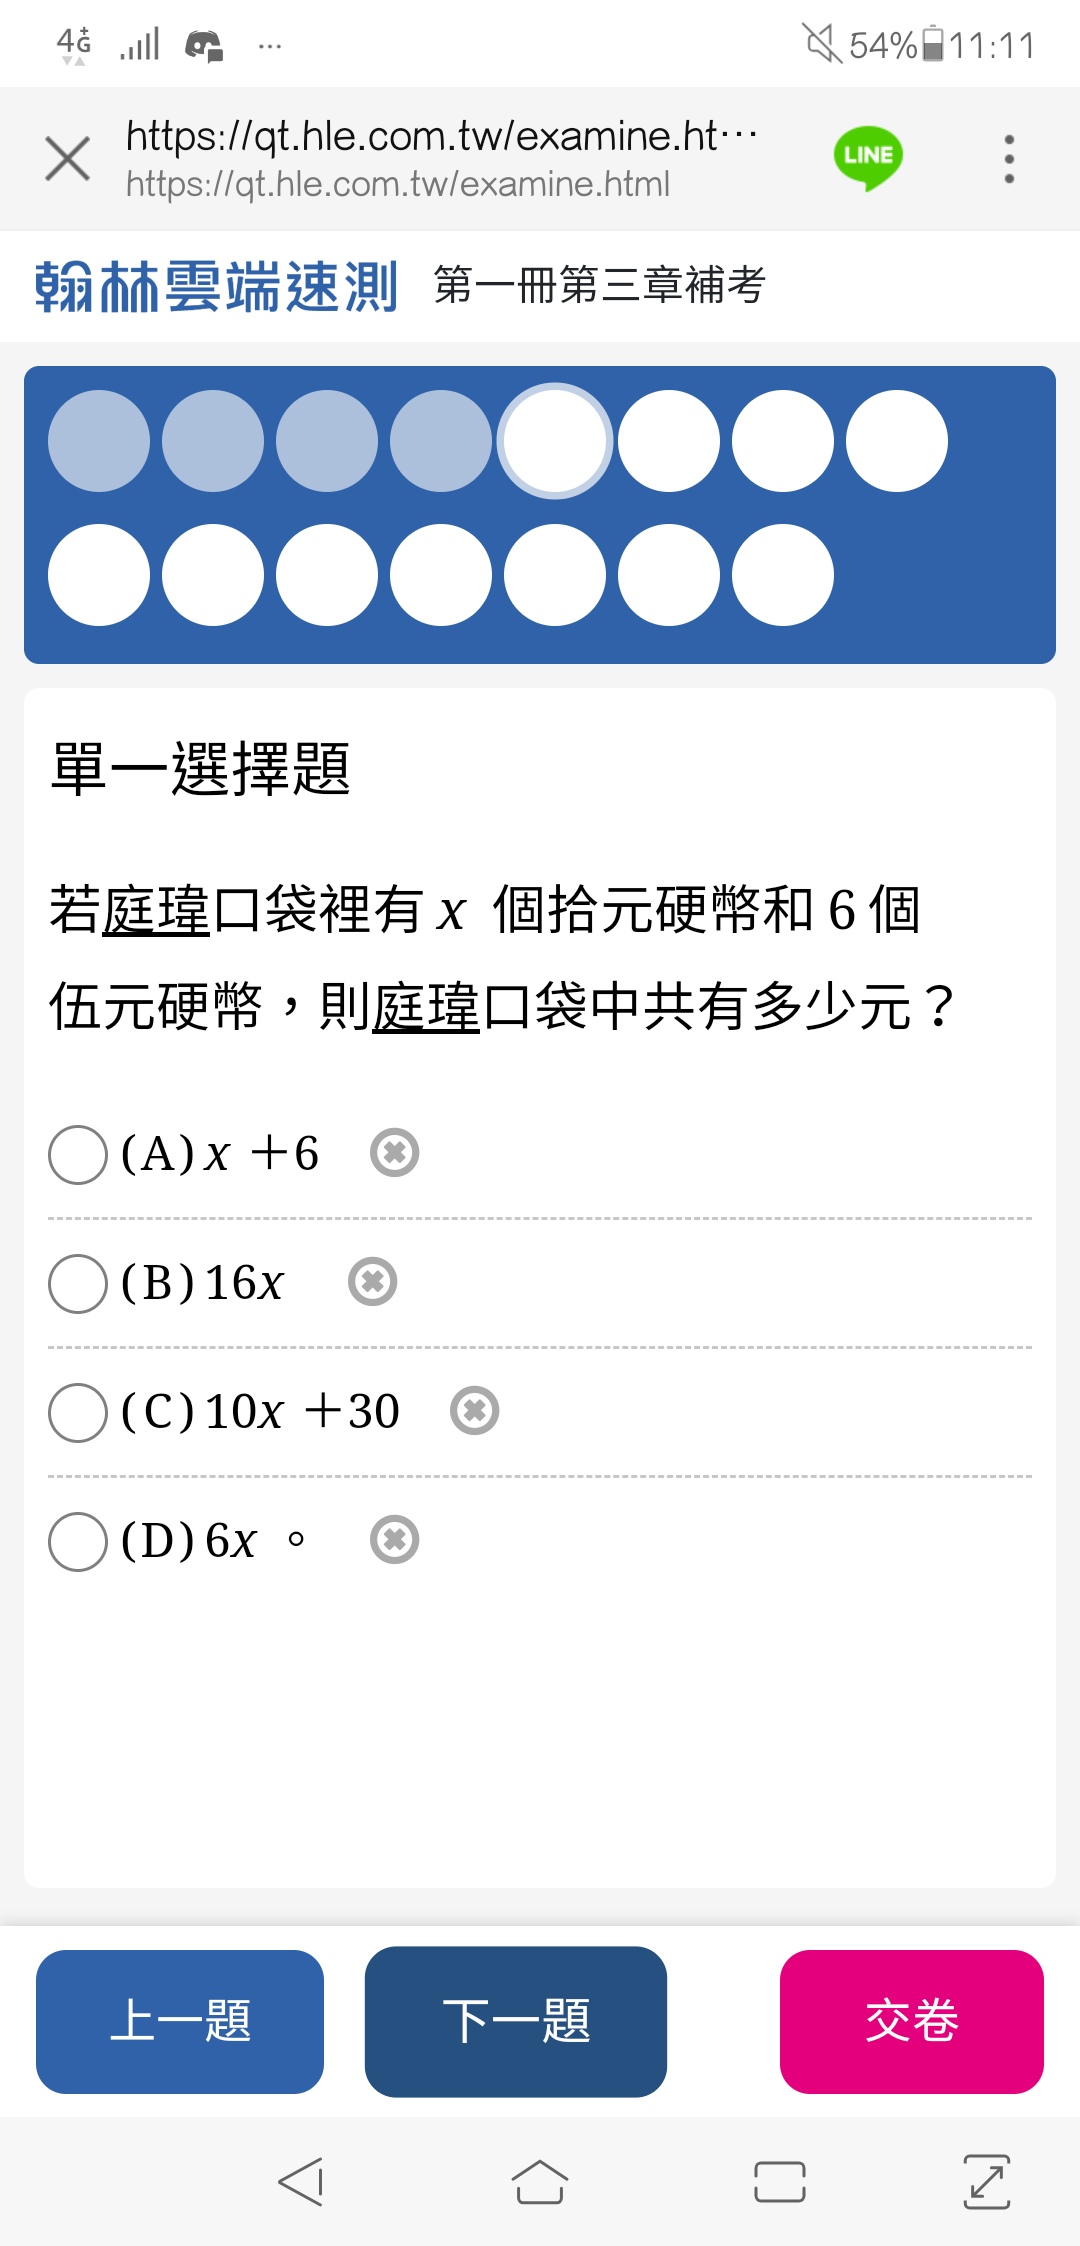 4G 54% 11:11
https://qt.hle.com.tw/examine.ht…
https://qt.hle.com.tw/examine.html
LINE
翰林雲端速測 第一冊第三章補考
單一選擇題
若庭瑋口袋裡有 x 個拾元硬幣和 6 個
伍元硬幣，則庭瑋口袋中共有多少元？
(A) x ＋6
(B) 16x
(C) 10x ＋30
(D) 6x 。
上一題 下一題 交卷